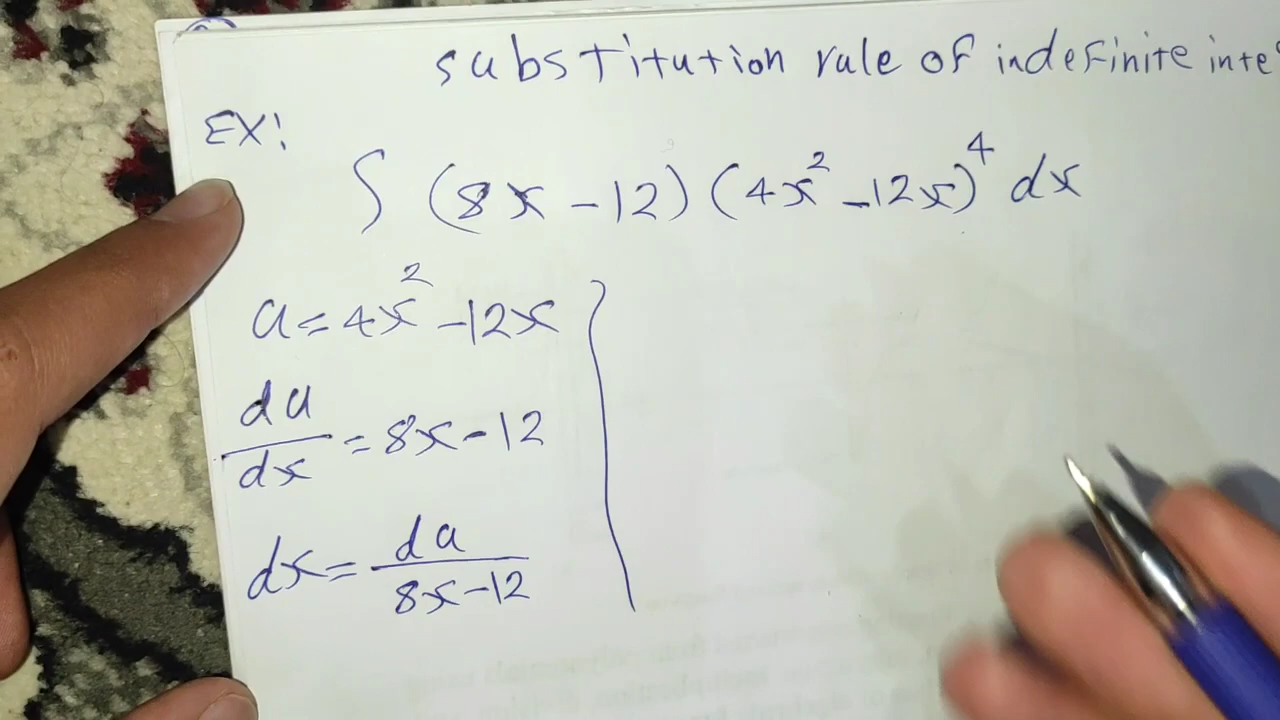 substitution rule of indefinite inte
EX:
∫ (8x - 12) (4x² - 12x)⁴ dx
u = 4x² - 12x
du/dx = 8x - 12
dx = du/(8x - 12)